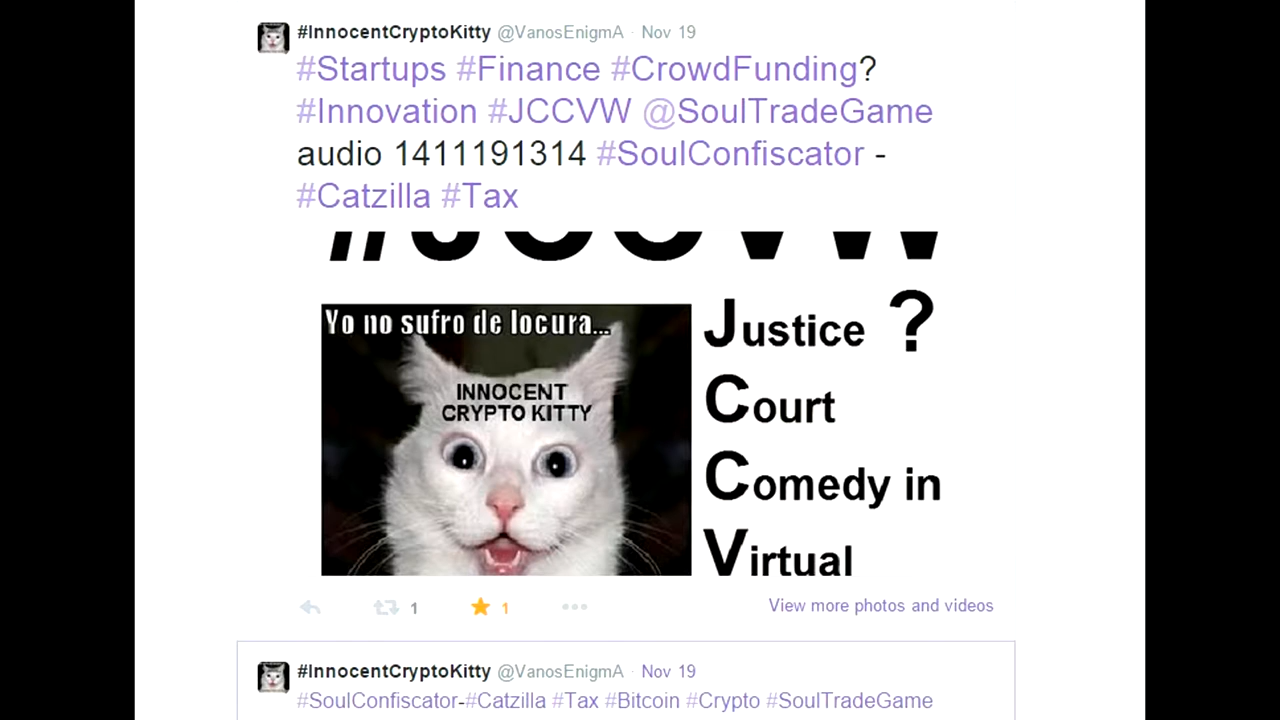 #InnocentCryptoKitty @VanosEnigmA · Nov 19
#Startups #Finance #CrowdFunding?
#Innovation #JCCVW @SoulTradeGame
audio 1411191314 #SoulConfiscator -
#Catzilla #Tax
#JCCVW
Yo no sufro de locura...
INNOCENT
CRYPTO KITTY
Justice ?
Court
Comedy in
Virtual
1
1
View more photos and videos
#InnocentCryptoKitty @VanosEnigmA · Nov 19
#SoulConfiscator-#Catzilla #Tax #Bitcoin #Crypto #SoulTradeGame